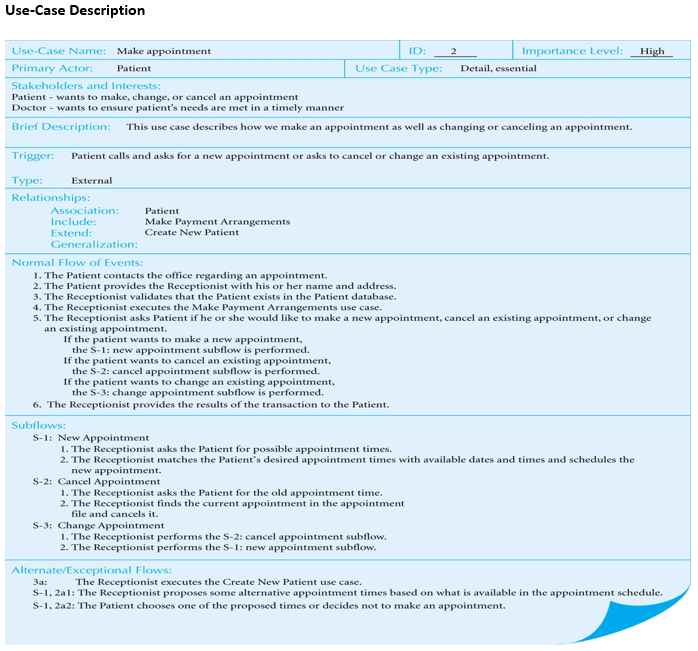 Use-Case Description
Use-Case Name: Make appointment ID: 2 Importance Level: High
Primary Actor: Patient Use Case Type: Detail, essential
Stakeholders and Interests:
Patient - wants to make, change, or cancel an appointment
Doctor - wants to ensure patient's needs are met in a timely manner
Brief Description: This use case describes how we make an appointment as well as changing or canceling an appointment.
Trigger: Patient calls and asks for a new appointment or asks to cancel or change an existing appointment.
Type: External
Relationships:
Association: Patient
Include: Make Payment Arrangements
Extend: Create New Patient
Generalization:
Normal Flow of Events:
1. The Patient contacts the office regarding an appointment.
2. The Patient provides the Receptionist with his or her name and address.
3. The Receptionist validates that the Patient exists in the Patient database.
4. The Receptionist executes the Make Payment Arrangements use case.
5. The Receptionist asks Patient if he or she would like to make a new appointment, cancel an existing appointment, or change
an existing appointment.
If the patient wants to make a new appointment,
the S-1: new appointment subflow is performed.
If the patient wants to cancel an existing appointment,
the S-2: cancel appointment subflow is performed.
If the patient wants to change an existing appointment,
the S-3: change appointment subflow is performed.
6. The Receptionist provides the results of the transaction to the Patient.
Subflows:
S-1: New Appointment
1. The Receptionist asks the Patient for possible appointment times.
2. The Receptionist matches the Patient's desired appointment times with available dates and times and schedules the
new appointment.
S-2: Cancel Appointment
1. The Receptionist asks the Patient for the old appointment time.
2. The Receptionist finds the current appointment in the appointment
file and cancels it.
S-3: Change Appointment
1. The Receptionist performs the S-2: cancel appointment subflow.
2. The Receptionist performs the S-1: new appointment subflow.
Alternate/Exceptional Flows:
3a: The Receptionist executes the Create New Patient use case.
S-1, 2a1: The Receptionist proposes some alternative appointment times based on what is available in the appointment schedule.
S-1, 2a2: The Patient chooses one of the proposed times or decides not to make an appointment.